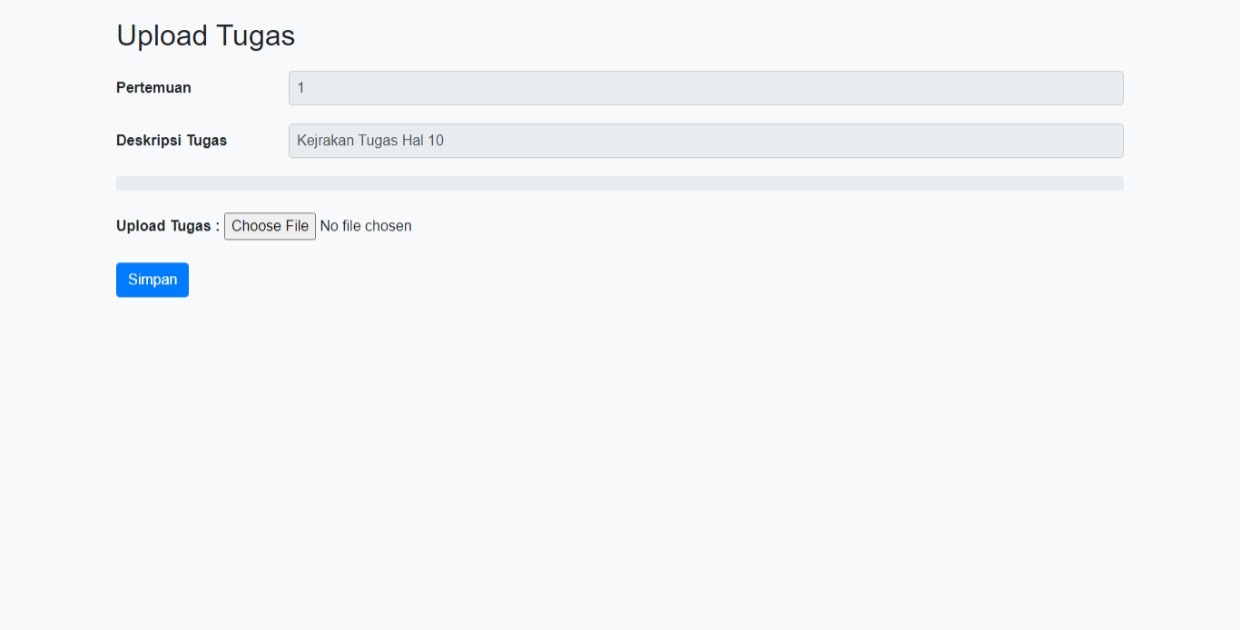 Upload Tugas
Pertemuan 1
Deskripsi Tugas Kejrakan Tugas Hal 10
Upload Tugas : Choose File No file chosen
Simpan